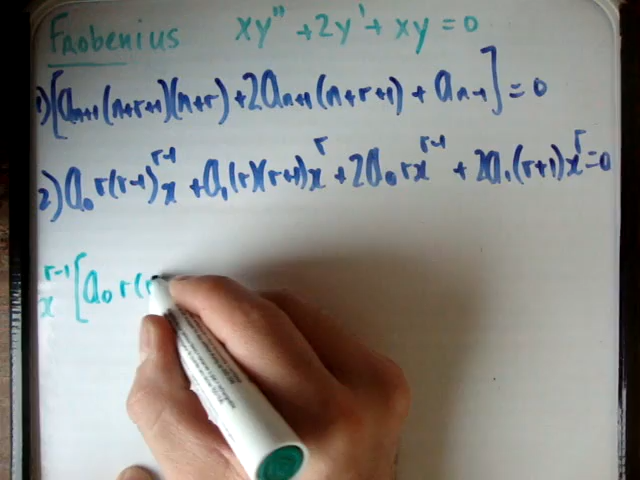 Frobenius xy'' + 2y' + xy = 0
1) [a_{n+1}(n+r+1)(n+r) + 2a_{n+1}(n+r+1) + a_{n-1}] = 0
2) a_0 r(r-1)x^{r-1} + a_1(r)(r+1)x^r + 2a_0 r x^{r-1} + 2a_1(r+1)x^r = 0
x^{r-1}[a_0 r(r